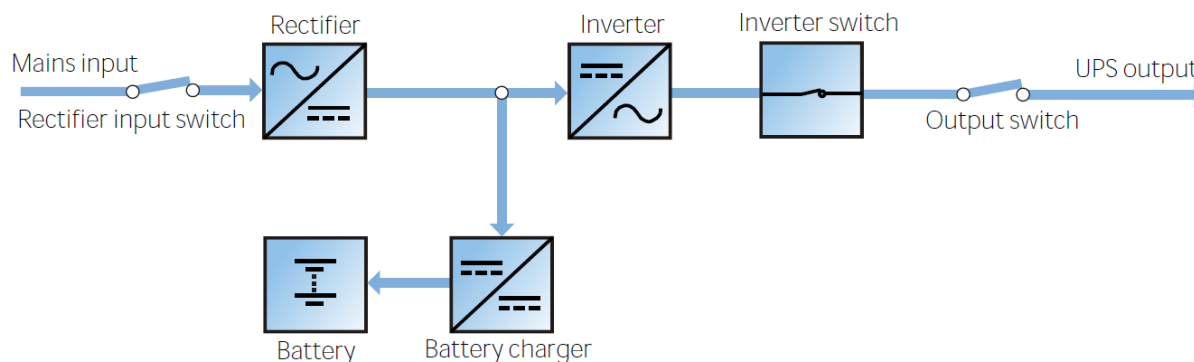 Rectifier
Inverter
Inverter switch
Mains input
UPS output
Rectifier input switch
Output switch
Battery
Battery charger